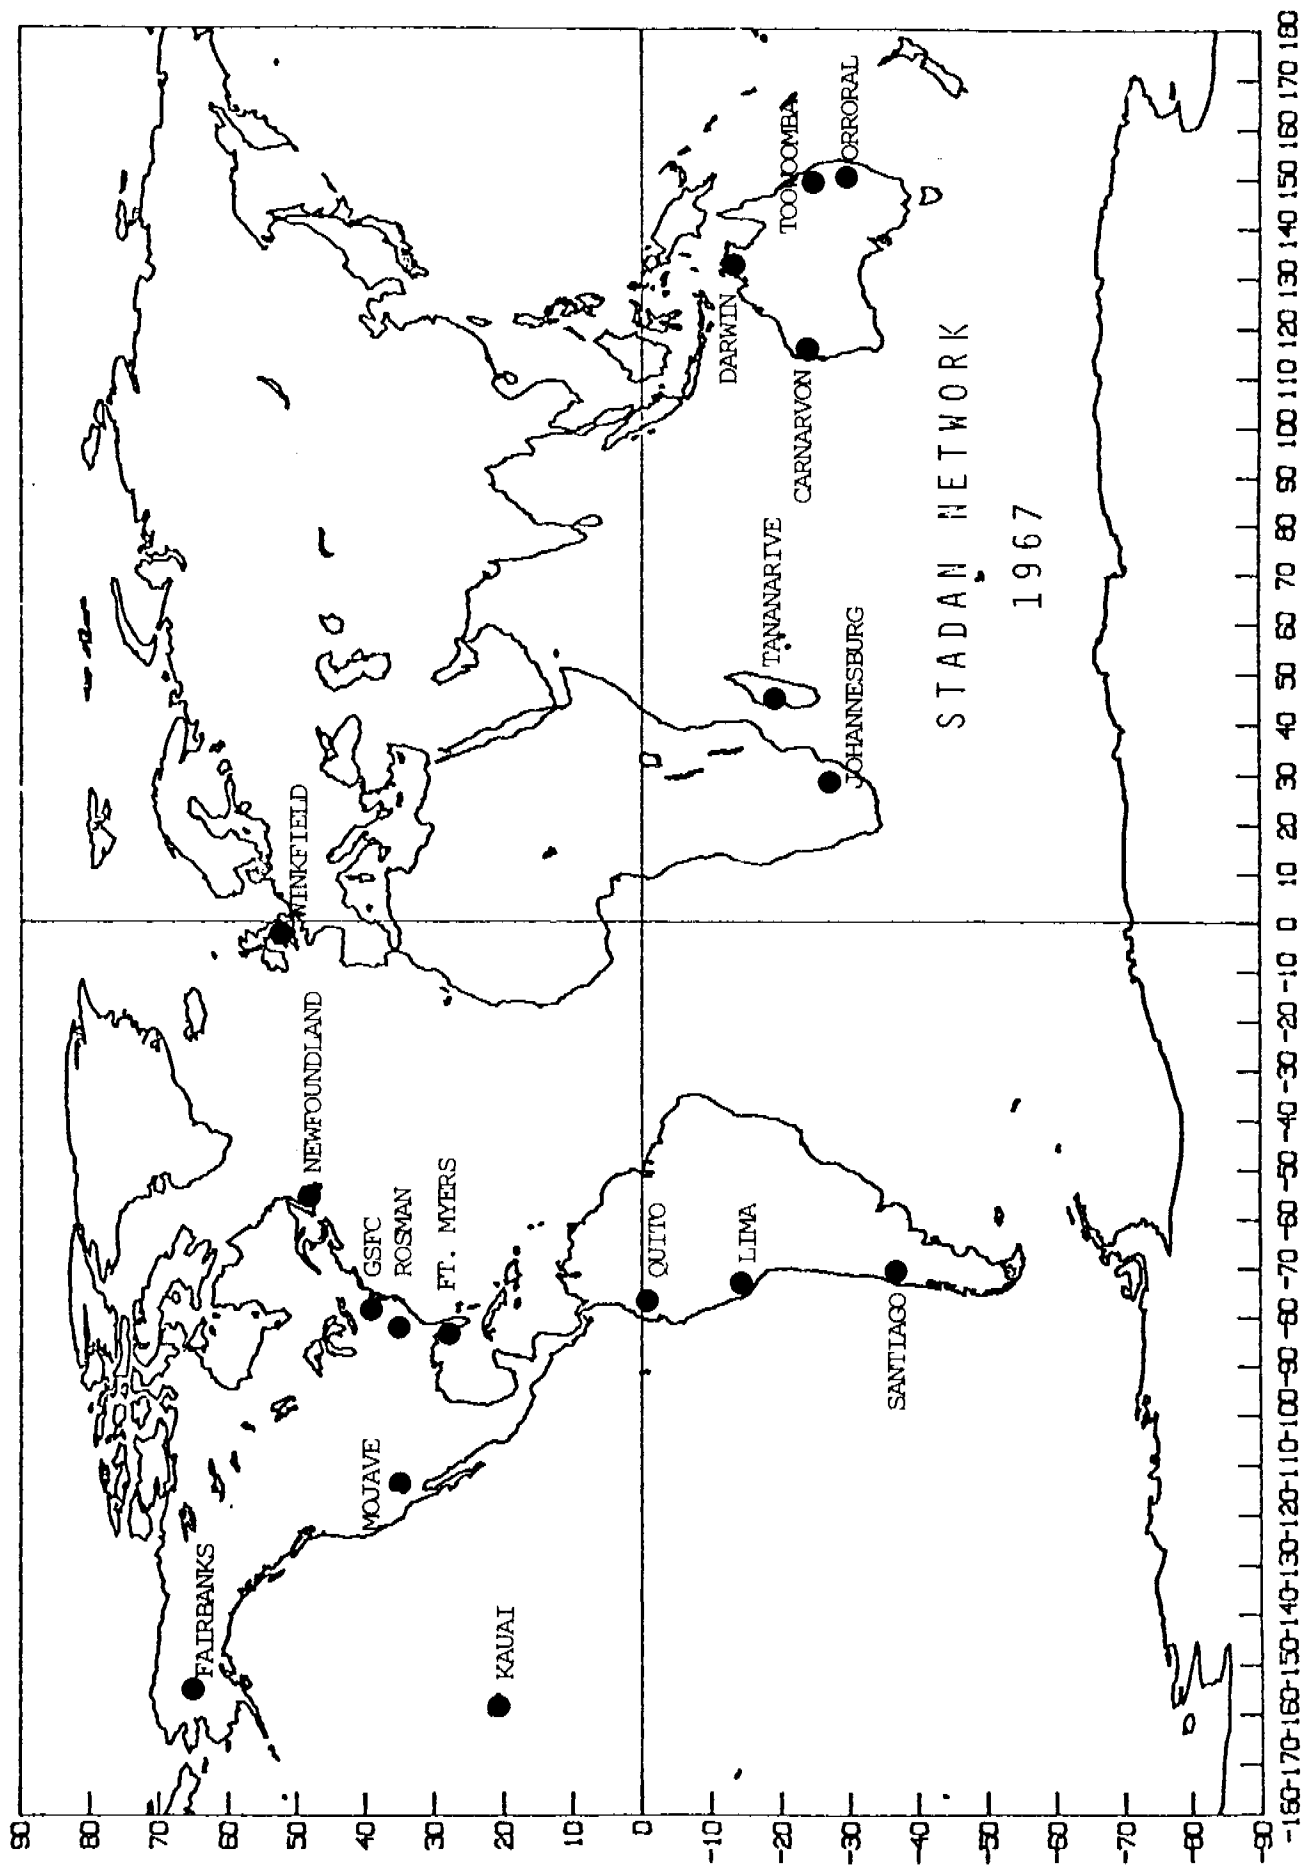 90
80
70
60
50
40
30
20
10
0
-10
-20
-30
-40
-50
-60
-70
-80
-90
FAIRBANKS
KAUAI
MOJAVE
NEWFOUNDLAND
GSFC
ROSMAN
FT. MYERS
QUITO
LIMA
SANTIAGO
WINKFIELD
TANANARIVE
JOHANNESBURG
DARWIN
CARNARVON
TOOWOOMBA
ORRORAL
STADAN NETWORK
1967
-180-170-160-150-140-130-120-110-100-90 -80 -70 -60 -50 -40 -30 -20 -10 0 10 20 30 40 50 60 70 80 90 100 110 120 130 140 150 160 170 180